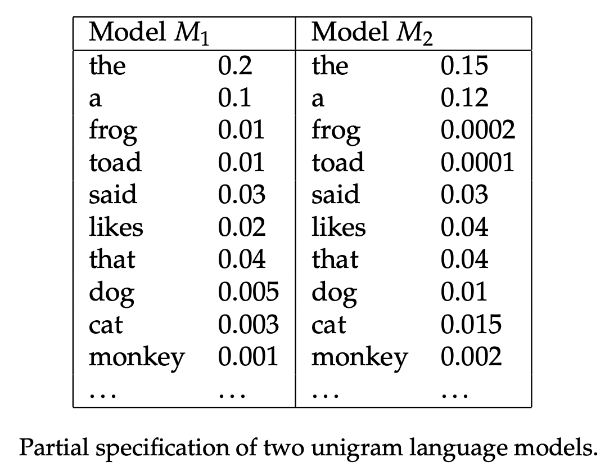 Model M₁ Model M₂
the 0.2 the 0.15
a 0.1 a 0.12
frog 0.01 frog 0.0002
toad 0.01 toad 0.0001
said 0.03 said 0.03
likes 0.02 likes 0.04
that 0.04 that 0.04
dog 0.005 dog 0.01
cat 0.003 cat 0.015
monkey 0.001 monkey 0.002
... ... ... ...
Partial specification of two unigram language models.